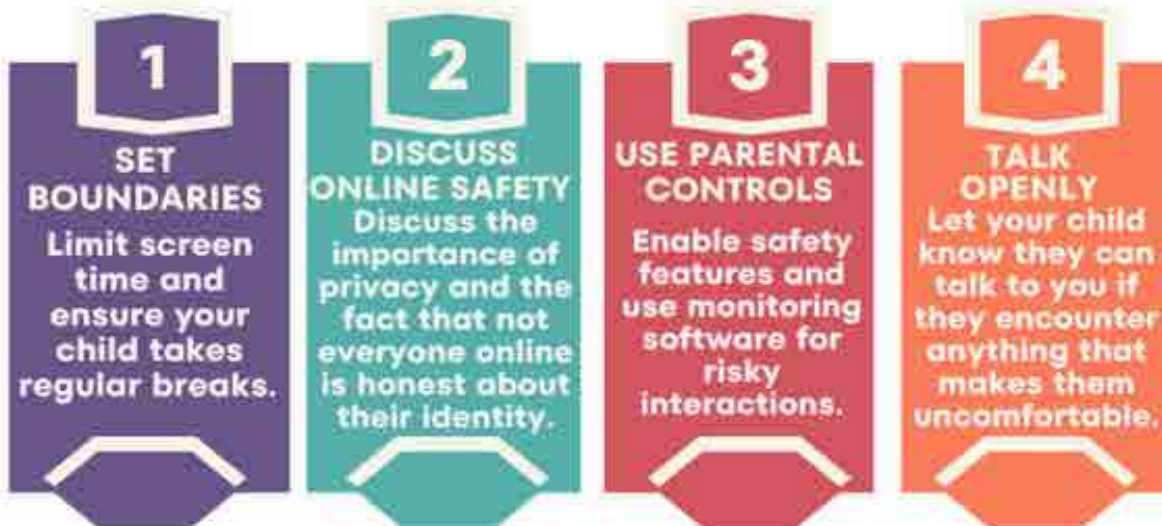 1
SET
BOUNDARIES
Limit screen
time and
ensure your
child takes
regular breaks.
2
DISCUSS
ONLINE SAFETY
Discuss the
importance of
privacy and the
fact that not
everyone online
is honest about
their identity.
3
USE PARENTAL
CONTROLS
Enable safety
features and
use monitoring
software for
risky
interactions.
4
TALK
OPENLY
Let your child
know they can
talk to you if
they encounter
anything that
makes them
uncomfortable.